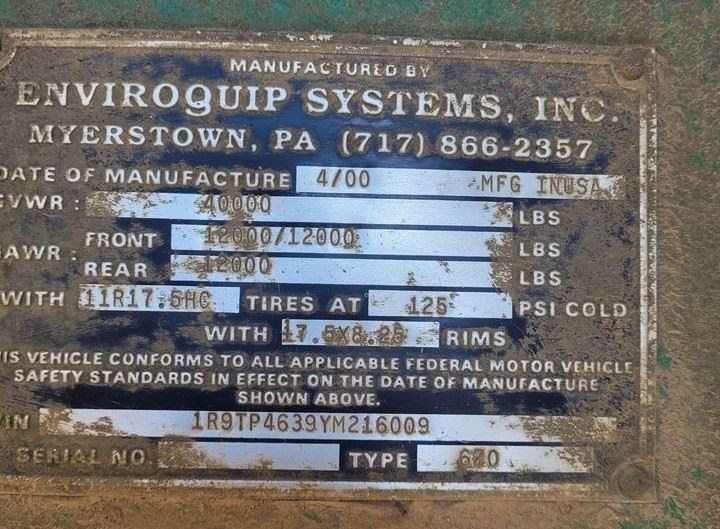 MANUFACTURED BY
ENVIROQUIP SYSTEMS, INC.
MYERSTOWN, PA (717) 866-2357
DATE OF MANUFACTURE 4/00 MFG INUSA
GVWR : 40000 LBS
FRONT 12000/12000 LBS
GAWR :
REAR 12000 LBS
WITH 11R17.5HC TIRES AT 125 PSI COLD
WITH 17.5X8.25 RIMS
THIS VEHICLE CONFORMS TO ALL APPLICABLE FEDERAL MOTOR VEHICLE
SAFETY STANDARDS IN EFFECT ON THE DATE OF MANUFACTURE
SHOWN ABOVE.
VIN 1R9TP4639YM216009
SERIAL NO. TYPE